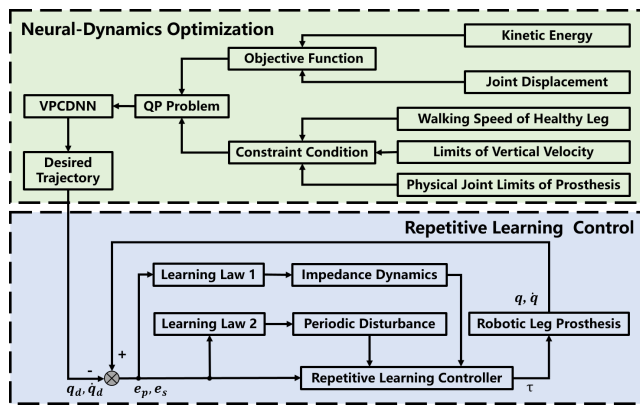 Neural-Dynamics Optimization
Kinetic Energy
Objective Function
Joint Displacement
VPCDNN
QP Problem
Walking Speed of Healthy Leg
Constraint Condition
Limits of Vertical Velocity
Desired
Trajectory
Physical Joint Limits of Prosthesis
Repetitive Learning Control
Learning Law 1
Impedance Dynamics
q, q̇
Learning Law 2
Periodic Disturbance
Robotic Leg Prosthesis
+
-
Repetitive Learning Controller
q_d, q̇_d
e_p, e_s
τ